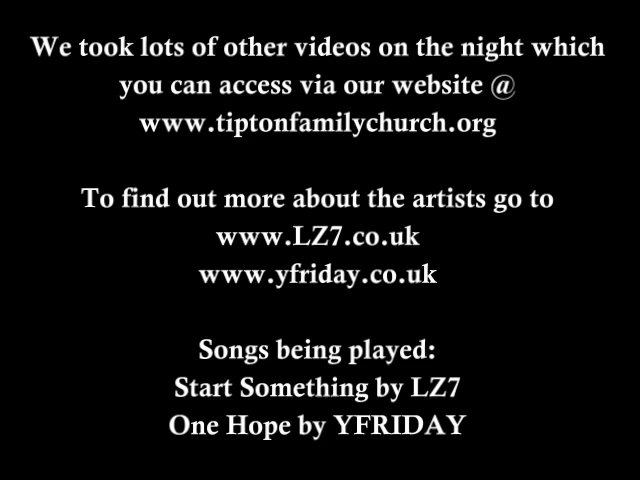 We took lots of other videos on the night which
you can access via our website @
www.tiptonfamilychurch.org
To find out more about the artists go to
www.LZ7.co.uk
www.yfriday.co.uk
Songs being played:
Start Something by LZ7
One Hope by YFRIDAY